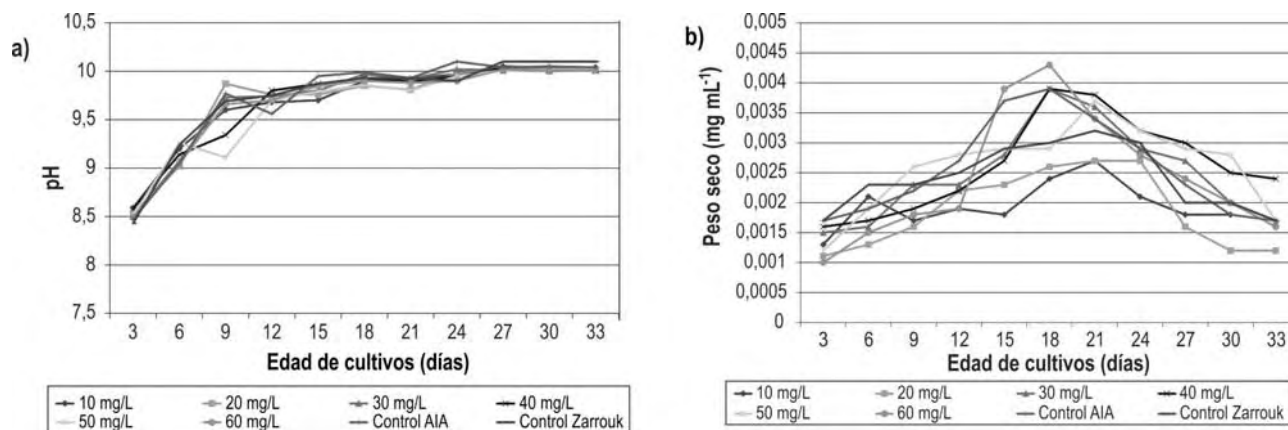 a)
10,5
10
9,5
9
8,5
8
7,5
pH
3 6 9 12 15 18 21 24 27 30 33
Edad de cultivos (días)
10 mg/L 20 mg/L 30 mg/L 40 mg/L
50 mg/L 60 mg/L Control AIA Control Zarrouk
b)
0,005
0,0045
0,004
0,0035
0,003
0,0025
0,002
0,0015
0,001
0,0005
0
Peso seco (mg mL⁻¹)
3 6 9 12 15 18 21 24 27 30 33
Edad de cultivos (días)
10 mg/L 20 mg/L 30 mg/L 40 mg/L
50 mg/L 60 mg/L Control AIA Control Zarrouk